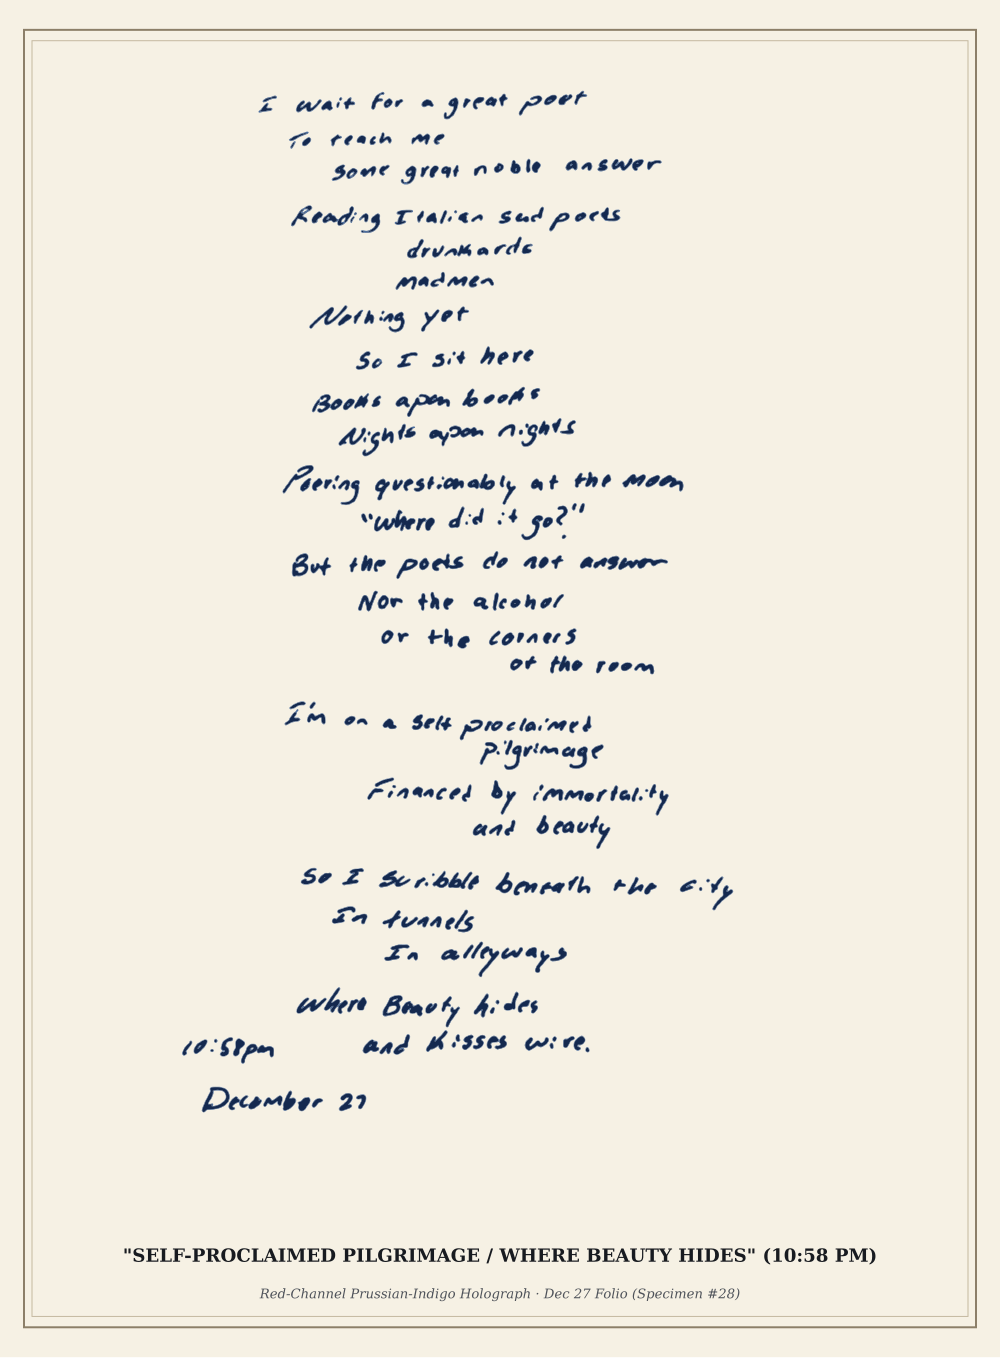 I wait for a great poet
To teach me
some great noble answer
Reading Italian sad poets
drunkards
madmen
Nothing yet
So I sit here
Books apon books
Nights apon nights
Peering questionably at the moon
"Where did it go?"
But the poets do not answer
Nor the alcohol
or the corners
of the room
I'm on a self proclaimed
pilgrimage
Financed by immortality
and beauty
So I scribble beneath the city
In tunnels
In alleyways
Where Beauty hides
10:58pm and kisses wire.
December 27
"SELF-PROCLAIMED PILGRIMAGE / WHERE BEAUTY HIDES" (10:58 PM)
Red-Channel Prussian-Indigo Holograph · Dec 27 Folio (Specimen #28)